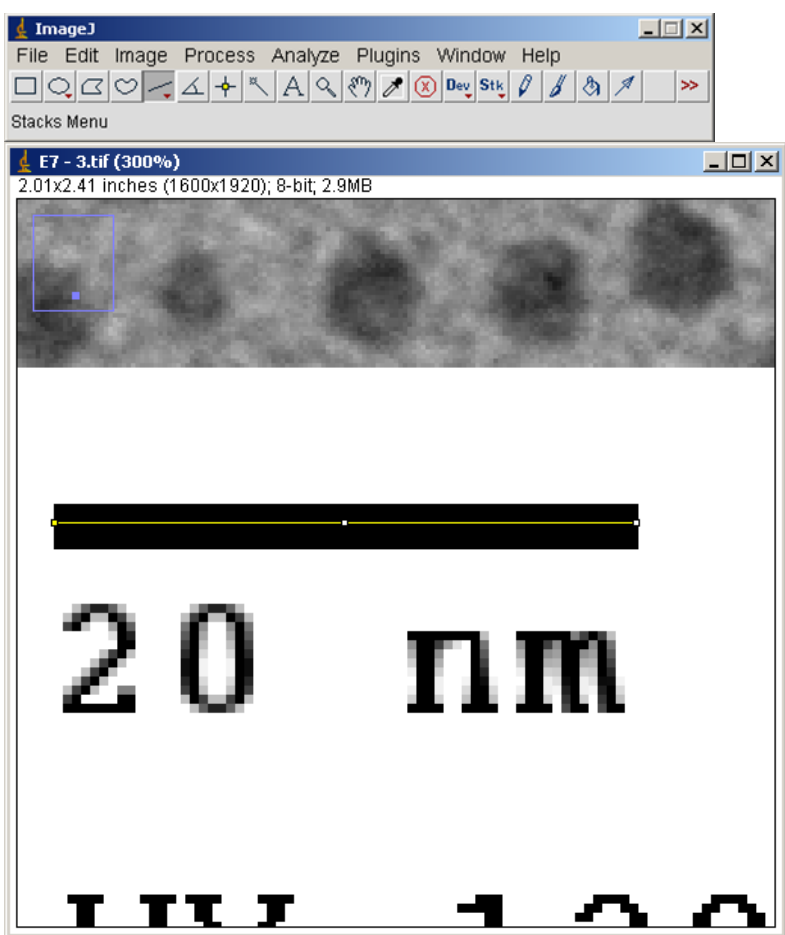 ImageJ
File Edit Image Process Analyze Plugins Window Help
A Dev Stk >>
Stacks Menu
E7 - 3.tif (300%)
2.01x2.41 inches (1600x1920); 8-bit; 2.9MB
20 nm